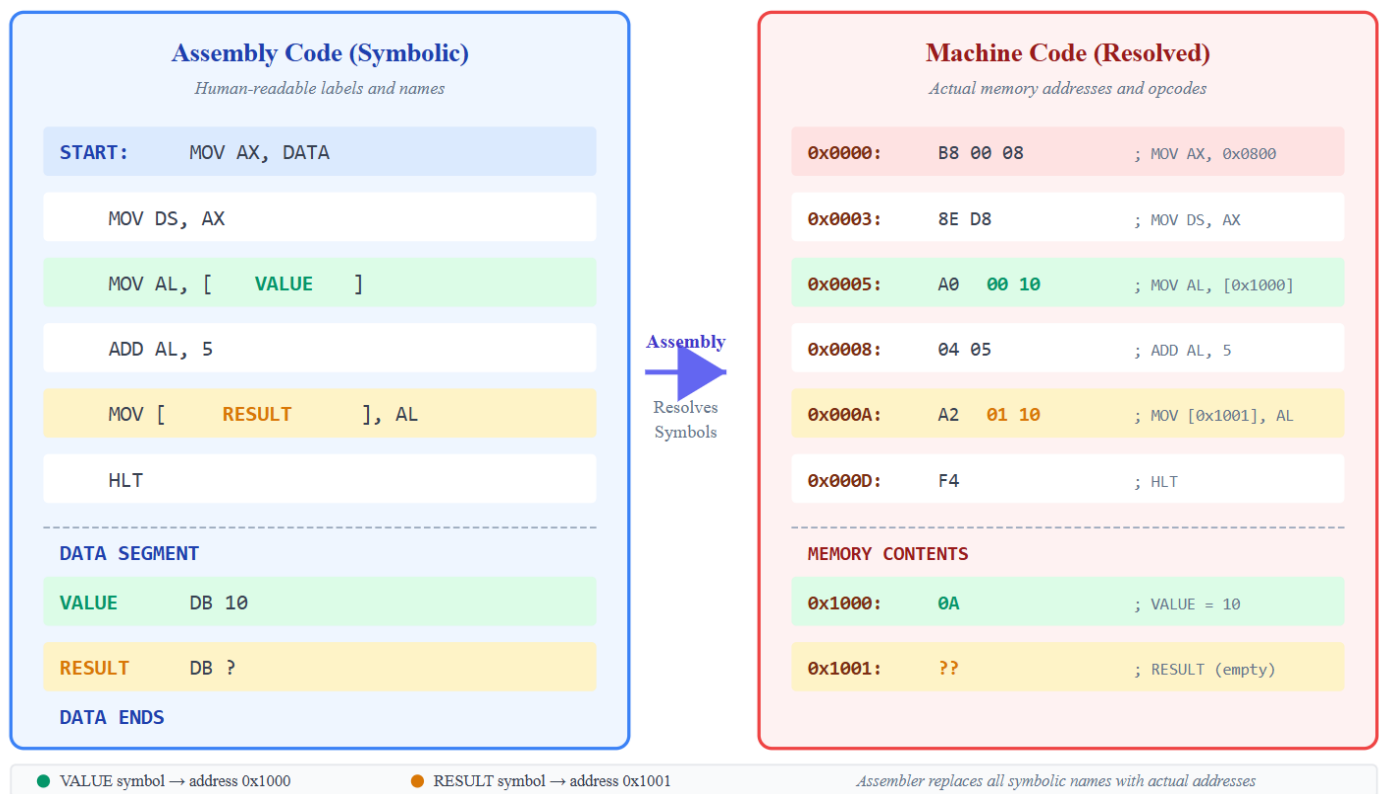 Assembly Code (Symbolic)
Human-readable labels and names
START: MOV AX, DATA
MOV DS, AX
MOV AL, [ VALUE ]
ADD AL, 5
MOV [ RESULT ], AL
HLT
DATA SEGMENT
VALUE DB 10
RESULT DB ?
DATA ENDS
Assembly
Resolves
Symbols
Machine Code (Resolved)
Actual memory addresses and opcodes
0x0000: B8 00 08 ; MOV AX, 0x0800
0x0003: 8E D8 ; MOV DS, AX
0x0005: A0 00 10 ; MOV AL, [0x1000]
0x0008: 04 05 ; ADD AL, 5
0x000A: A2 01 10 ; MOV [0x1001], AL
0x000D: F4 ; HLT
MEMORY CONTENTS
0x1000: 0A ; VALUE = 10
0x1001: ?? ; RESULT (empty)
VALUE symbol → address 0x1000
RESULT symbol → address 0x1001
Assembler replaces all symbolic names with actual addresses